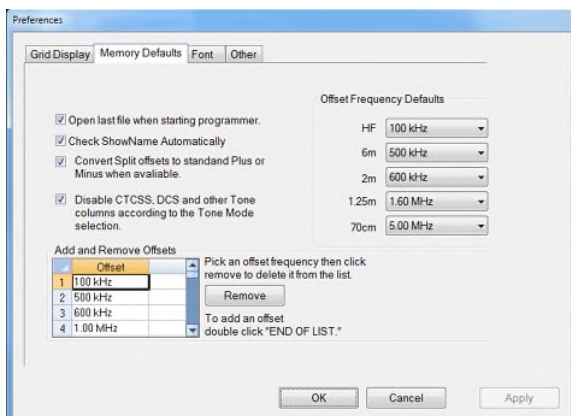 Preferences
Grid Display Memory Defaults Font Other
Open last file when starting programmer.
Check ShowName Automatically
Convert Split offsets to standand Plus or
Minus when avaliable.
Disable CTCSS, DCS and other Tone
columns according to the Tone Mode
selection.
Offset Frequency Defaults
HF 100 kHz
6m 500 kHz
2m 600 kHz
1.25m 1.60 MHz
70cm 5.00 MHz
Add and Remove Offsets
Offset
1 100 kHz
2 500 kHz
3 600 kHz
4 1.00 MHz
Pick an offset frequency then click
remove to delete it from the list.
Remove
To add an offset
double click "END OF LIST."
OK Cancel Apply